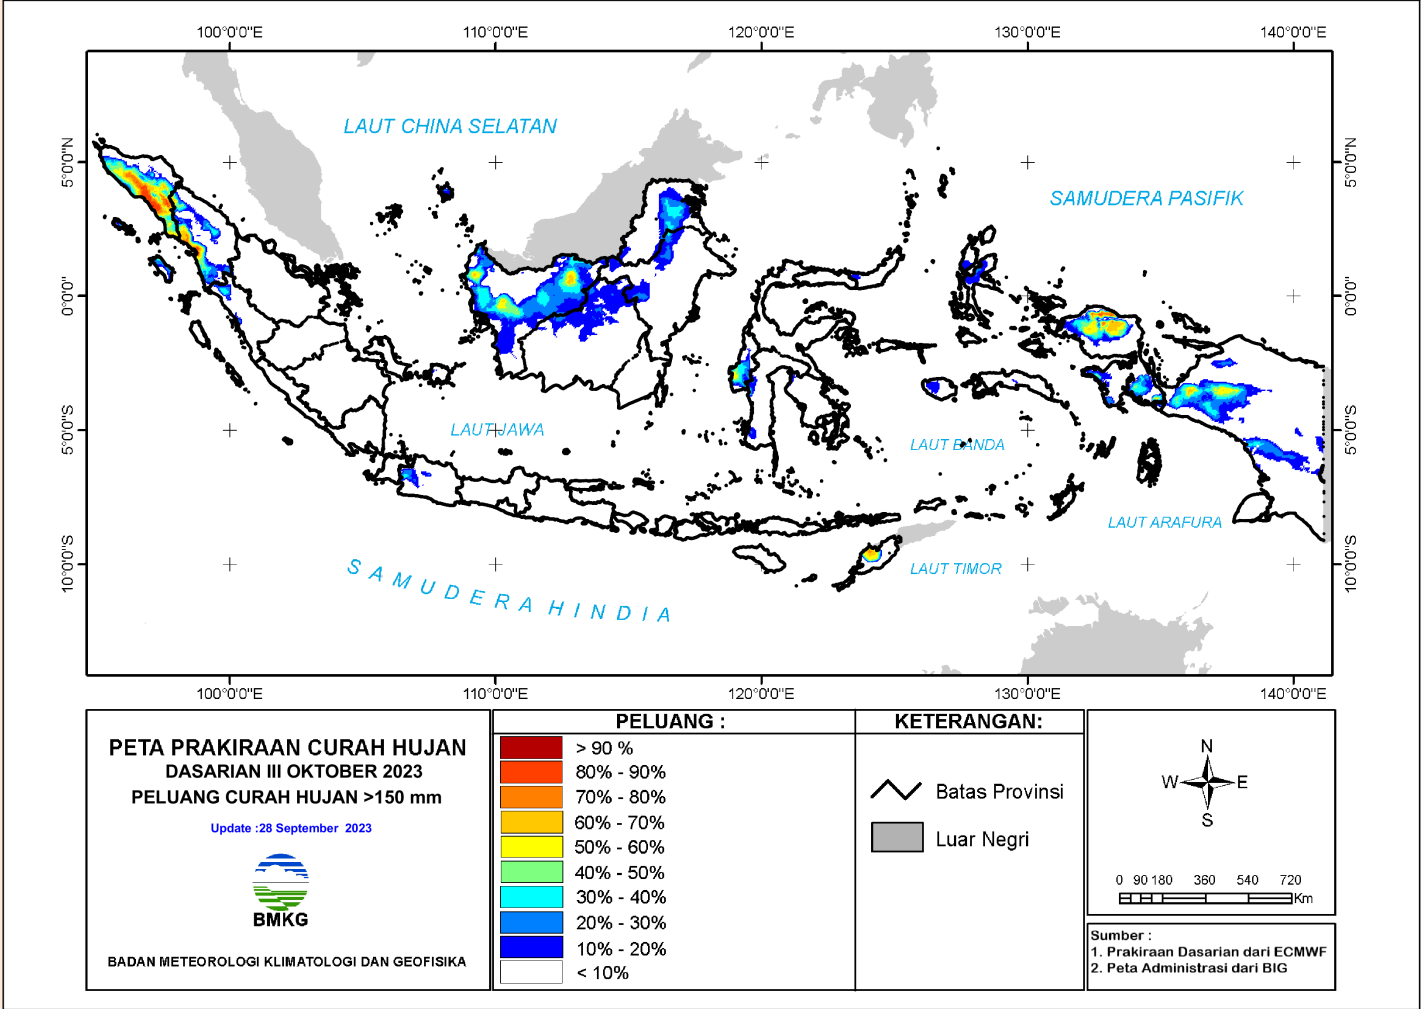 100°0'0"E 110°0'0"E 120°0'0"E 130°0'0"E 140°0'0"E
LAUT CHINA SELATAN
5°0'0"N 5°0'0"N
SAMUDERA PASIFIK
0°0'0" 0°0'0"
LAUT JAWA
5°0'0"S 5°0'0"S
LAUT BANDA
LAUT ARAFURA
10°0'0"S 10°0'0"S
LAUT TIMOR
SAMUDERA HINDIA
100°0'0"E 110°0'0"E 120°0'0"E 130°0'0"E 140°0'0"E
PETA PRAKIRAAN CURAH HUJAN
DASARIAN III OKTOBER 2023
PELUANG CURAH HUJAN >150 mm
Update :28 September 2023
BMKG
BADAN METEOROLOGI KLIMATOLOGI DAN GEOFISIKA
PELUANG :
> 90 %
80% - 90%
70% - 80%
60% - 70%
50% - 60%
40% - 50%
30% - 40%
20% - 30%
10% - 20%
< 10%
KETERANGAN:
Batas Provinsi
Luar Negri
N
W E
S
0 90 180 360 540 720
Km
Sumber :
1. Prakiraan Dasarian dari ECMWF
2. Peta Administrasi dari BIG